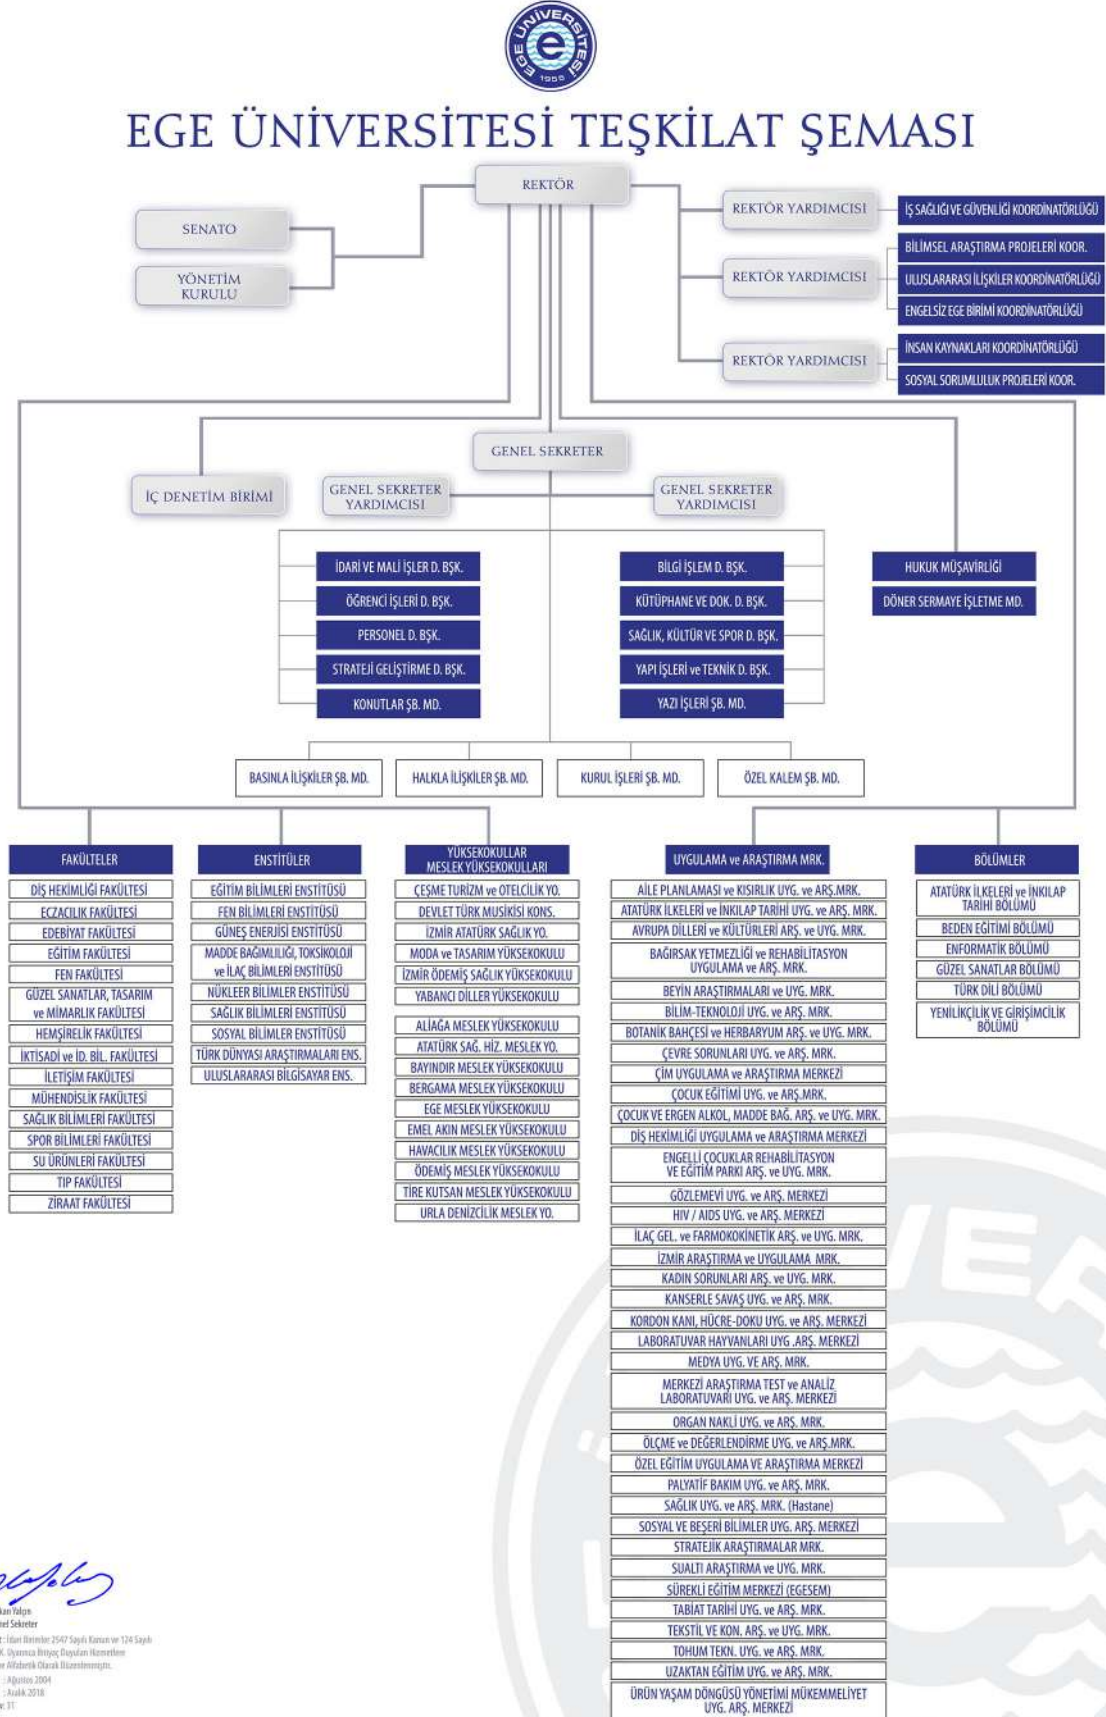 EGE ÜNİVERSİTESİ
1955
EGE ÜNİVERSİTESİ TEŞKİLAT ŞEMASI
REKTÖR
SENATO
YÖNETİM
KURULU
REKTÖR YARDIMCISI
İŞ SAĞLIĞI VE GÜVENLİĞİ KOORDİNATÖRLÜĞÜ
REKTÖR YARDIMCISI
BİLİMSEL ARAŞTIRMA PROJELERİ KOOR.
ULUSLARARASI İLİŞKİLER KOORDİNATÖRLÜĞÜ
ENGELSİZ EGE BİRİMİ KOORDİNATÖRLÜĞÜ
REKTÖR YARDIMCISI
İNSAN KAYNAKLARI KOORDİNATÖRLÜĞÜ
SOSYAL SORUMLULUK PROJELERİ KOOR.
GENEL SEKRETER
İÇ DENETİM BİRİMİ
GENEL SEKRETER
YARDIMCISI
GENEL SEKRETER
YARDIMCISI
İDARİ VE MALİ İŞLER D. BŞK.
ÖĞRENCİ İŞLERİ D. BŞK.
PERSONEL D. BŞK.
STRATEJİ GELİŞTİRME D. BŞK.
KONUTLAR ŞB. MD.
BİLGİ İŞLEM D. BŞK.
KÜTÜPHANE VE DOK. D. BŞK.
SAĞLIK, KÜLTÜR VE SPOR D. BŞK.
YAPI İŞLERİ ve TEKNİK D. BŞK.
YAZI İŞLERİ ŞB. MD.
HUKUK MÜŞAVİRLİĞİ
DÖNER SERMAYE İŞLETME MD.
BASINLA İLİŞKİLER ŞB. MD.
HALKLA İLİŞKİLER ŞB. MD.
KURUL İŞLERİ ŞB. MD.
ÖZEL KALEM ŞB. MD.
FAKÜLTELER
DİŞ HEKİMLİĞİ FAKÜLTESİ
ECZACILIK FAKÜLTESİ
EDEBİYAT FAKÜLTESİ
EĞİTİM FAKÜLTESİ
FEN FAKÜLTESİ
GÜZEL SANATLAR, TASARIM
ve MİMARLIK FAKÜLTESİ
HEMŞİRELİK FAKÜLTESİ
İKTİSADİ ve İD. BİL. FAKÜLTESİ
İLETİŞİM FAKÜLTESİ
MÜHENDİSLİK FAKÜLTESİ
SAĞLIK BİLİMLERİ FAKÜLTESİ
SPOR BİLİMLERİ FAKÜLTESİ
SU ÜRÜNLERİ FAKÜLTESİ
TIP FAKÜLTESİ
ZİRAAT FAKÜLTESİ
ENSTİTÜLER
EĞİTİM BİLİMLERİ ENSTİTÜSÜ
FEN BİLİMLERİ ENSTİTÜSÜ
GÜNEŞ ENERJİSİ ENSTİTÜSÜ
MADDE BAĞIMLILIĞI, TOKSİKOLOJİ
ve İLAÇ BİLİMLERİ ENSTİTÜSÜ
NÜKLEER BİLİMLER ENSTİTÜSÜ
SAĞLIK BİLİMLERİ ENSTİTÜSÜ
SOSYAL BİLİMLER ENSTİTÜSÜ
TÜRK DÜNYASI ARAŞTIRMALARI ENS.
ULUSLARARASI BİLGİSAYAR ENS.
YÜKSEKOKULLAR
MESLEK YÜKSEKOKULLARI
ÇEŞME TURİZM ve OTELCİLİK YO.
DEVLET TÜRK MUSİKİSİ KONS.
İZMİR ATATÜRK SAĞLIK YO.
MODA ve TASARIM YÜKSEKOKULU
İZMİR ÖDEMİŞ SAĞLIK YÜKSEKOKULU
YABANCI DİLLER YÜKSEKOKULU
ALİAĞA MESLEK YÜKSEKOKULU
ATATÜRK SAĞ. HİZ. MESLEK YO.
BAYINDIR MESLEK YÜKSEKOKULU
BERGAMA MESLEK YÜKSEKOKULU
EGE MESLEK YÜKSEKOKULU
EMEL AKIN MESLEK YÜKSEKOKULU
HAVACILIK MESLEK YÜKSEKOKULU
ÖDEMİŞ MESLEK YÜKSEKOKULU
TİRE KUTSAN MESLEK YÜKSEKOKULU
URLA DENİZCİLİK MESLEK YO.
UYGULAMA ve ARAŞTIRMA MRK.
AİLE PLANLAMASI ve KISIRLIK UYG. ve ARŞ.MRK.
ATATÜRK İLKELERİ ve İNKILAP TARİHİ UYG. ve ARŞ. MRK.
AVRUPA DİLLERİ ve KÜLTÜRLERİ ARŞ. ve UYG. MRK.
BAĞIRSAK YETMEZLİĞİ ve REHABİLİTASYON
UYGULAMA ve ARŞ. MRK.
BEYİN ARAŞTIRMALARI ve UYG. MRK.
BİLİM-TEKNOLOJİ UYG. ve ARŞ. MRK.
BOTANİK BAHÇESİ ve HERBARYUM ARŞ. ve UYG. MRK.
ÇEVRE SORUNLARI UYG. ve ARŞ. MRK.
ÇİM UYGULAMA ve ARAŞTIRMA MERKEZİ
ÇOCUK EĞİTİMİ UYG. ve ARŞ.MRK.
ÇOCUK VE ERGEN ALKOL, MADDE BAĞ. ARŞ. ve UYG. MRK.
DİŞ HEKİMLİĞİ UYGULAMA ve ARAŞTIRMA MERKEZİ
ENGELLİ ÇOCUKLAR REHABİLİTASYON
VE EĞİTİM PARKI ARŞ. ve UYG. MRK.
GÖZLEMEVİ UYG. ve ARŞ. MERKEZİ
HIV / AIDS UYG. ve ARŞ. MERKEZİ
İLAÇ GEL. ve FARMOKOKİNETİK ARŞ. ve UYG. MRK.
İZMİR ARAŞTIRMA ve UYGULAMA MRK.
KADIN SORUNLARI ARŞ. ve UYG. MRK.
KANSERLE SAVAŞ UYG. ve ARŞ. MRK.
KORDON KANI, HÜCRE-DOKU UYG. ve ARŞ. MERKEZİ
LABORATUVAR HAYVANLARI UYG .ARŞ. MERKEZİ
MEDYA UYG. VE ARŞ. MRK.
MERKEZİ ARAŞTIRMA TEST ve ANALİZ
LABORATUVARI UYG. ve ARŞ. MERKEZİ
ORGAN NAKLİ UYG. ve ARŞ. MRK.
ÖLÇME ve DEĞERLENDİRME UYG. ve ARŞ.MRK.
ÖZEL EĞİTİM UYGULAMA VE ARAŞTIRMA MERKEZİ
PALYATİF BAKIM UYG. ve ARŞ. MRK.
SAĞLIK UYG. ve ARŞ. MRK. (Hastane)
SOSYAL VE BEŞERİ BİLİMLER UYG. ARŞ. MERKEZİ
STRATEJİK ARAŞTIRMALAR MRK.
SUALTI ARAŞTIRMA ve UYG. MRK.
SÜREKLİ EĞİTİM MERKEZİ (EGESEM)
TABİAT TARİHİ UYG. ve ARŞ. MRK.
TEKSTİL VE KON. ARŞ. ve UYG. MRK.
TOHUM TEKN. UYG. ve ARŞ. MRK.
UZAKTAN EĞİTİM UYG. ve ARŞ. MRK.
ÜRÜN YAŞAM DÖNGÜSÜ YÖNETİMİ MÜKEMMELİYET
UYG. ARŞ. MERKEZİ
BÖLÜMLER
ATATÜRK İLKELERİ ve İNKILAP
TARİHİ BÖLÜMÜ
BEDEN EĞİTİMİ BÖLÜMÜ
ENFORMATİK BÖLÜMÜ
GÜZEL SANATLAR BÖLÜMÜ
TÜRK DİLİ BÖLÜMÜ
YENİLİKÇİLİK VE GİRİŞİMCİLİK
BÖLÜMÜ
Yalçın
Sekreter
: İdari Birimler 2547 Sayılı Kanun ve 124 Sayılı
Uyarınca İhtiyaç Duyulan Hizmetlere
Alfabetik Olarak Düzenlenmiştir.
: Ağustos 2004
: Aralık 2018
31